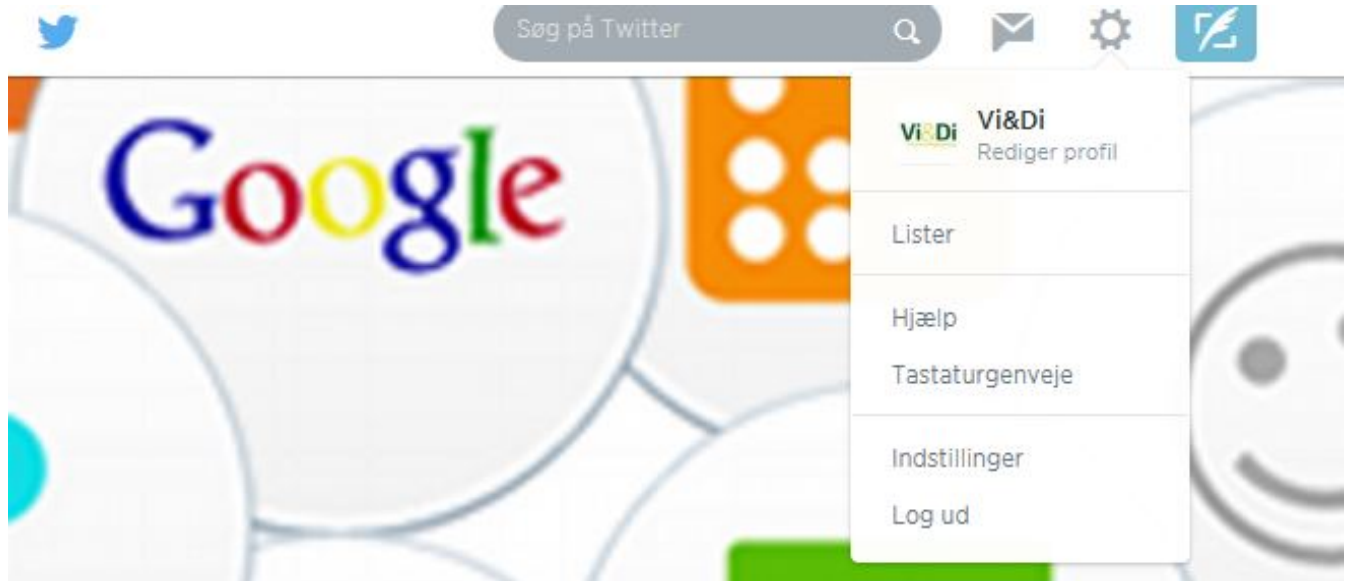 Søg på Twitter
Google
Vi&Di
Vi&Di
Rediger profil
Lister
Hjælp
Tastaturgenveje
Indstillinger
Log ud